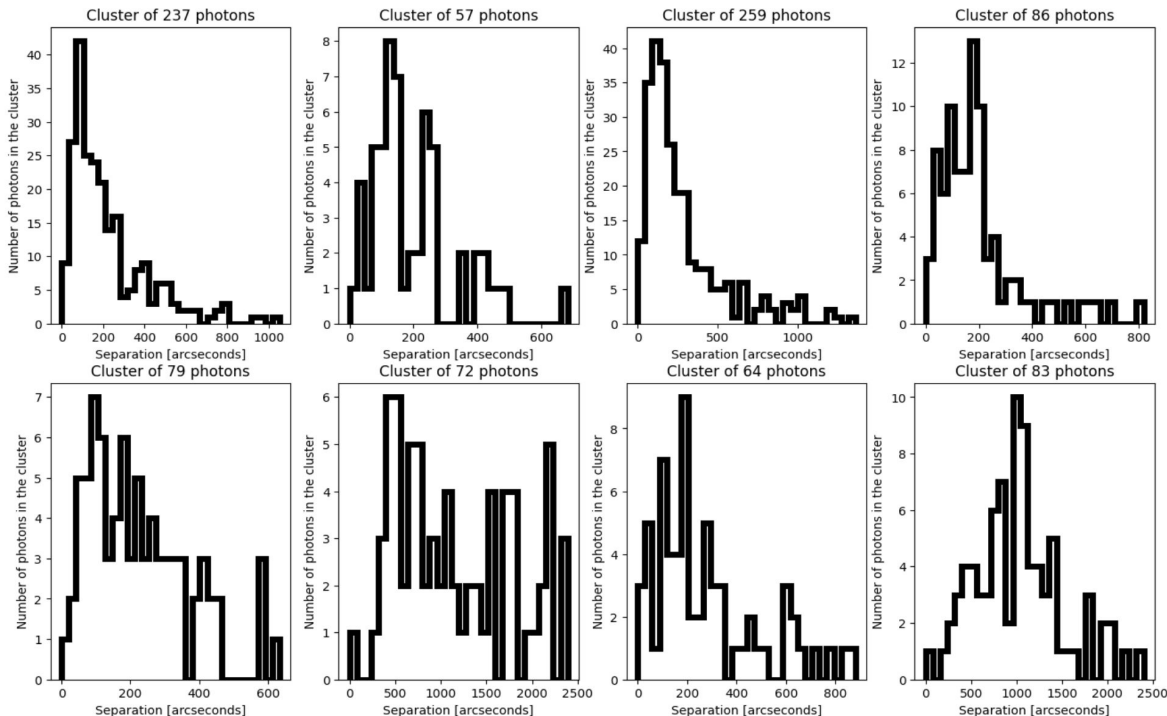 Cluster of 237 photons
Number of photons in the cluster
40
35
30
25
20
15
10
5
0
0 200 400 600 800 1000
Separation [arcseconds]
Cluster of 57 photons
Number of photons in the cluster
8
7
6
5
4
3
2
1
0
0 200 400 600
Separation [arcseconds]
Cluster of 259 photons
Number of photons in the cluster
40
35
30
25
20
15
10
5
0
0 500 1000
Separation [arcseconds]
Cluster of 86 photons
Number of photons in the cluster
12
10
8
6
4
2
0
0 200 400 600 800
Separation [arcseconds]
Cluster of 79 photons
Number of photons in the cluster
7
6
5
4
3
2
1
0
0 200 400 600
Separation [arcseconds]
Cluster of 72 photons
Number of photons in the cluster
6
5
4
3
2
1
0
0 500 1000 1500 2000 2500
Separation [arcseconds]
Cluster of 64 photons
Number of photons in the cluster
8
6
4
2
0
0 200 400 600 800
Separation [arcseconds]
Cluster of 83 photons
Number of photons in the cluster
10
8
6
4
2
0
0 500 1000 1500 2000 2500
Separation [arcseconds]